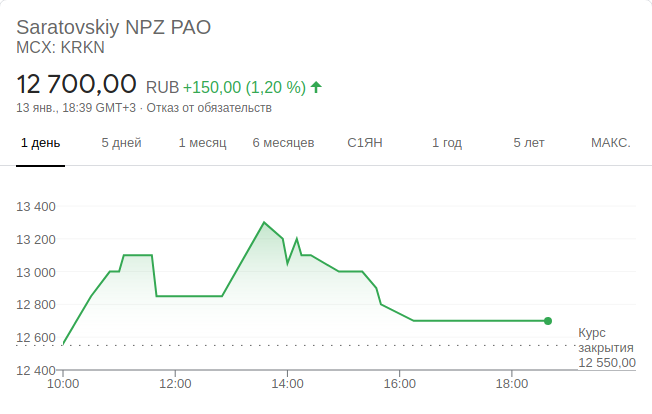 Saratovskiy NPZ PAO
MCX: KRKN
12 700,00 RUB +150,00 (1,20 %)
13 янв., 18:39 GMT+3 · Отказ от обязательств
1 день 5 дней 1 месяц 6 месяцев С1ЯН 1 год 5 лет МАКС.
13 400
13 200
13 000
12 800
12 600
12 400
Курс
закрытия
12 550,00
10:00 12:00 14:00 16:00 18:00